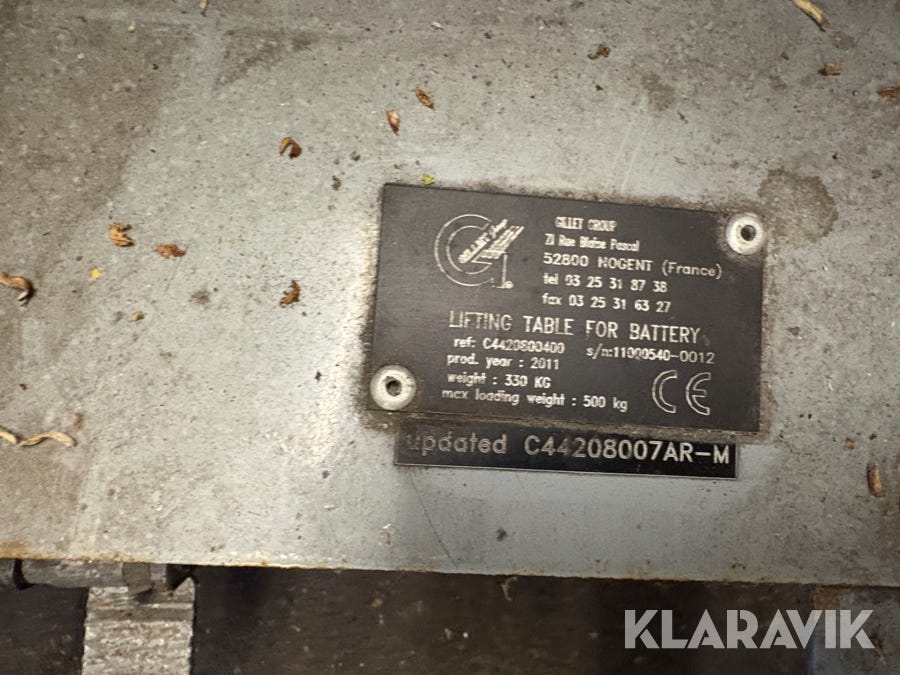 GILLET GROUP
ZI Rue Blaise Pascal
52800 NOGENT (France)
tel 03 25 31 87 38
fax 03 25 31 63 27
LIFTING TABLE FOR BATTERY
ref: C4420800400 s/n:11000540-0012
prod. year : 2011
weight : 330 KG
max loading weight : 500 kg
CE
updated C44208007AR-M
KLARAVIK